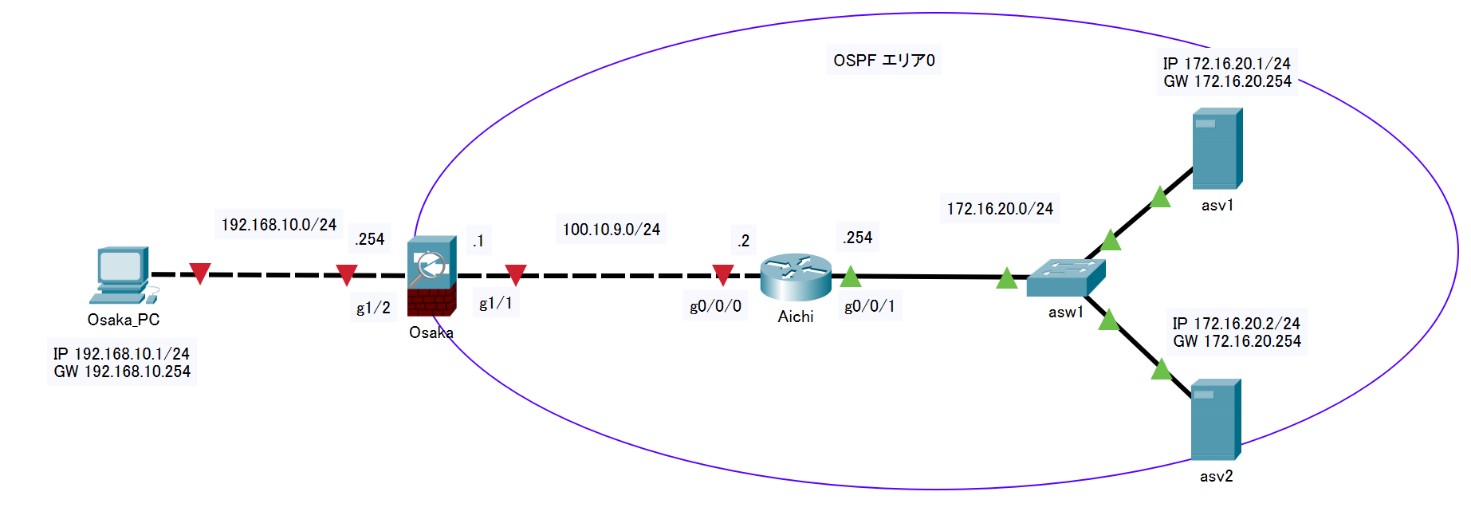 OSPF エリア0
IP 172.16.20.1/24
GW 172.16.20.254
asv1
192.168.10.0/24
.254
.1
100.10.9.0/24
.2
.254
172.16.20.0/24
g1/2
g1/1
g0/0/0
g0/0/1
Osaka_PC
Osaka
Aichi
asw1
IP 192.168.10.1/24
GW 192.168.10.254
IP 172.16.20.2/24
GW 172.16.20.254
asv2